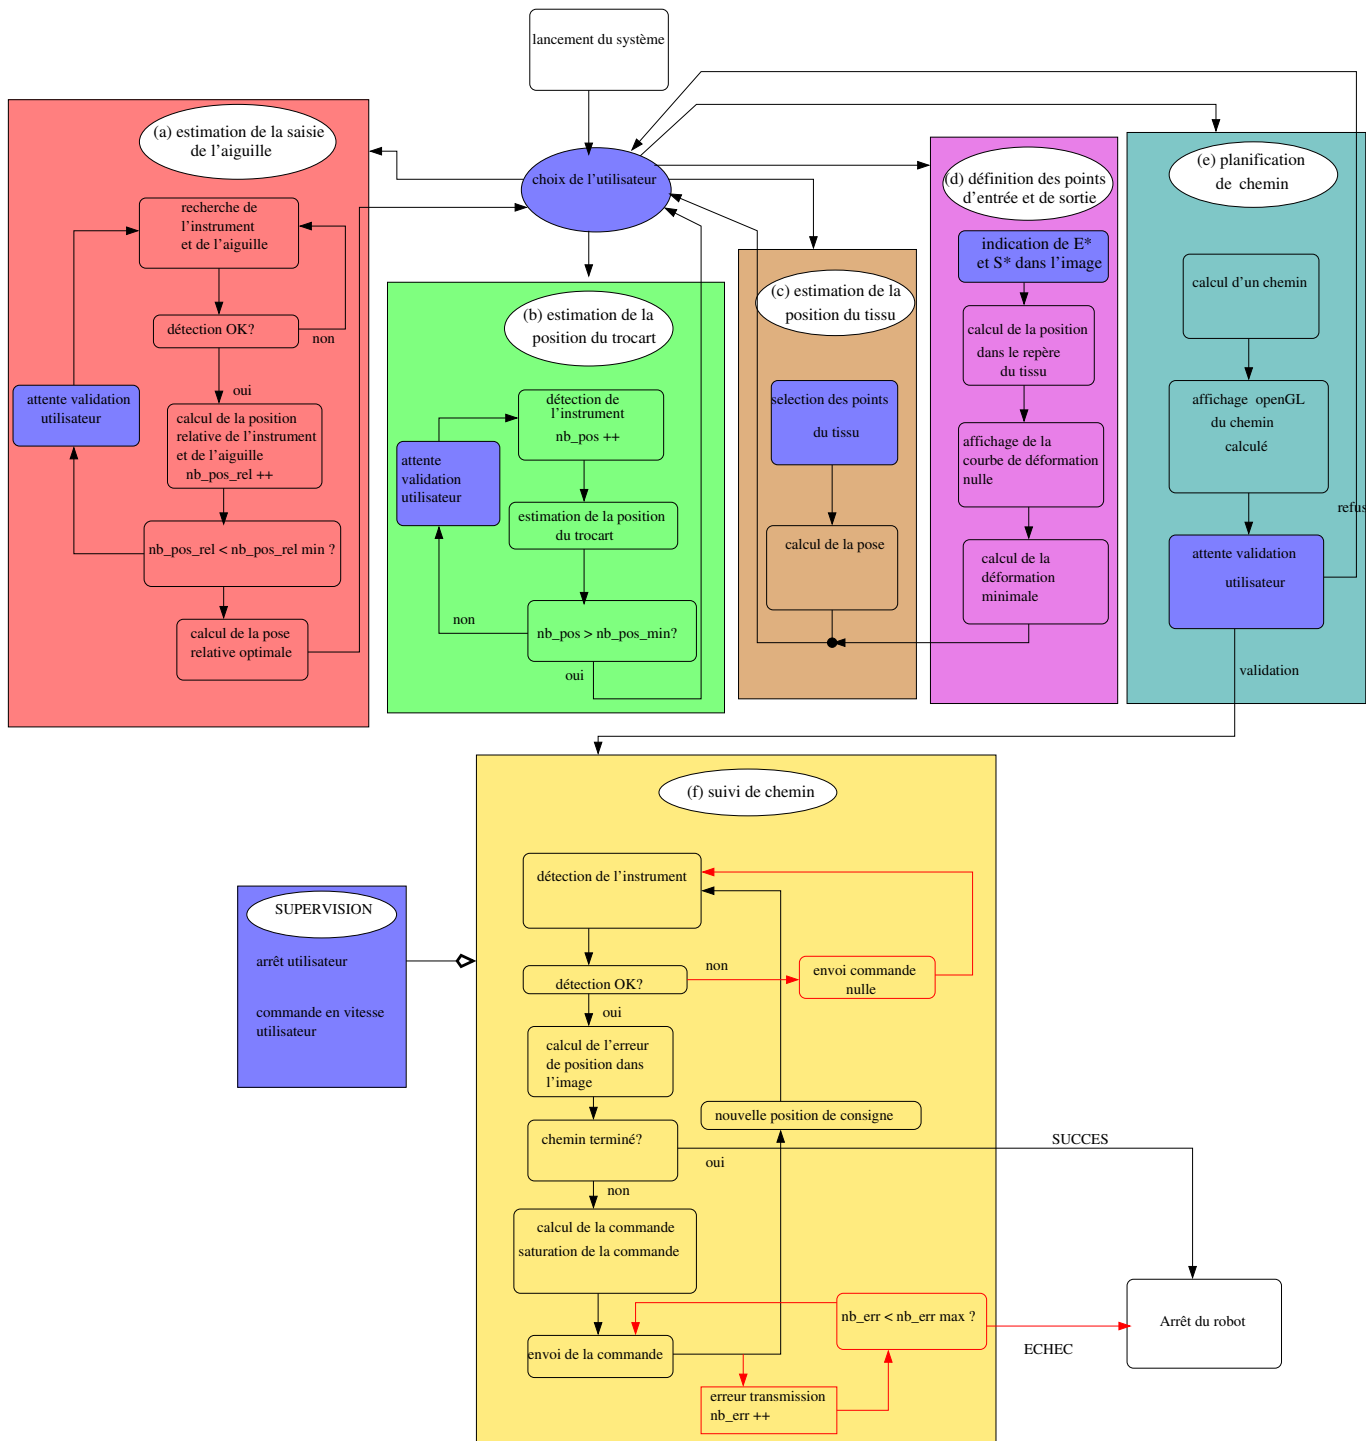 lancement du système
choix de l'utilisateur
(a) estimation de la saisie
de l'aiguille
recherche de
l'instrument
et de l'aiguille
détection OK?
non
oui
attente validation
utilisateur
calcul de la position
relative de l'instrument
et de l'aiguille
nb_pos_rel ++
nb_pos_rel < nb_pos_rel min ?
calcul de la pose
relative optimale
(b) estimation de la
position du trocart
détection de
l'instrument
nb_pos ++
attente
validation
utilisateur
estimation de la position
du trocart
non
nb_pos > nb_pos_min?
oui
(c) estimation de la
position du tissu
selection des points
du tissu
calcul de la pose
(d) définition des points
d'entrée et de sortie
indication de E*
et S* dans l'image
calcul de la position
dans le repère
du tissu
affichage de la
courbe de déformation
nulle
calcul de la
déformation
minimale
(e) planification
de chemin
calcul d'un chemin
affichage openGL
du chemin
calculé
refus
attente validation
utilisateur
validation
(f) suivi de chemin
détection de l'instrument
détection OK?
non
envoi commande
nulle
oui
calcul de l'erreur
de position dans
l'image
nouvelle position de consigne
chemin terminé?
oui
SUCCES
non
calcul de la commande
saturation de la commande
envoi de la commande
nb_err < nb_err max ?
ECHEC
erreur transmission
nb_err ++
Arrêt du robot
SUPERVISION
arrêt utilisateur
commande en vitesse
utilisateur